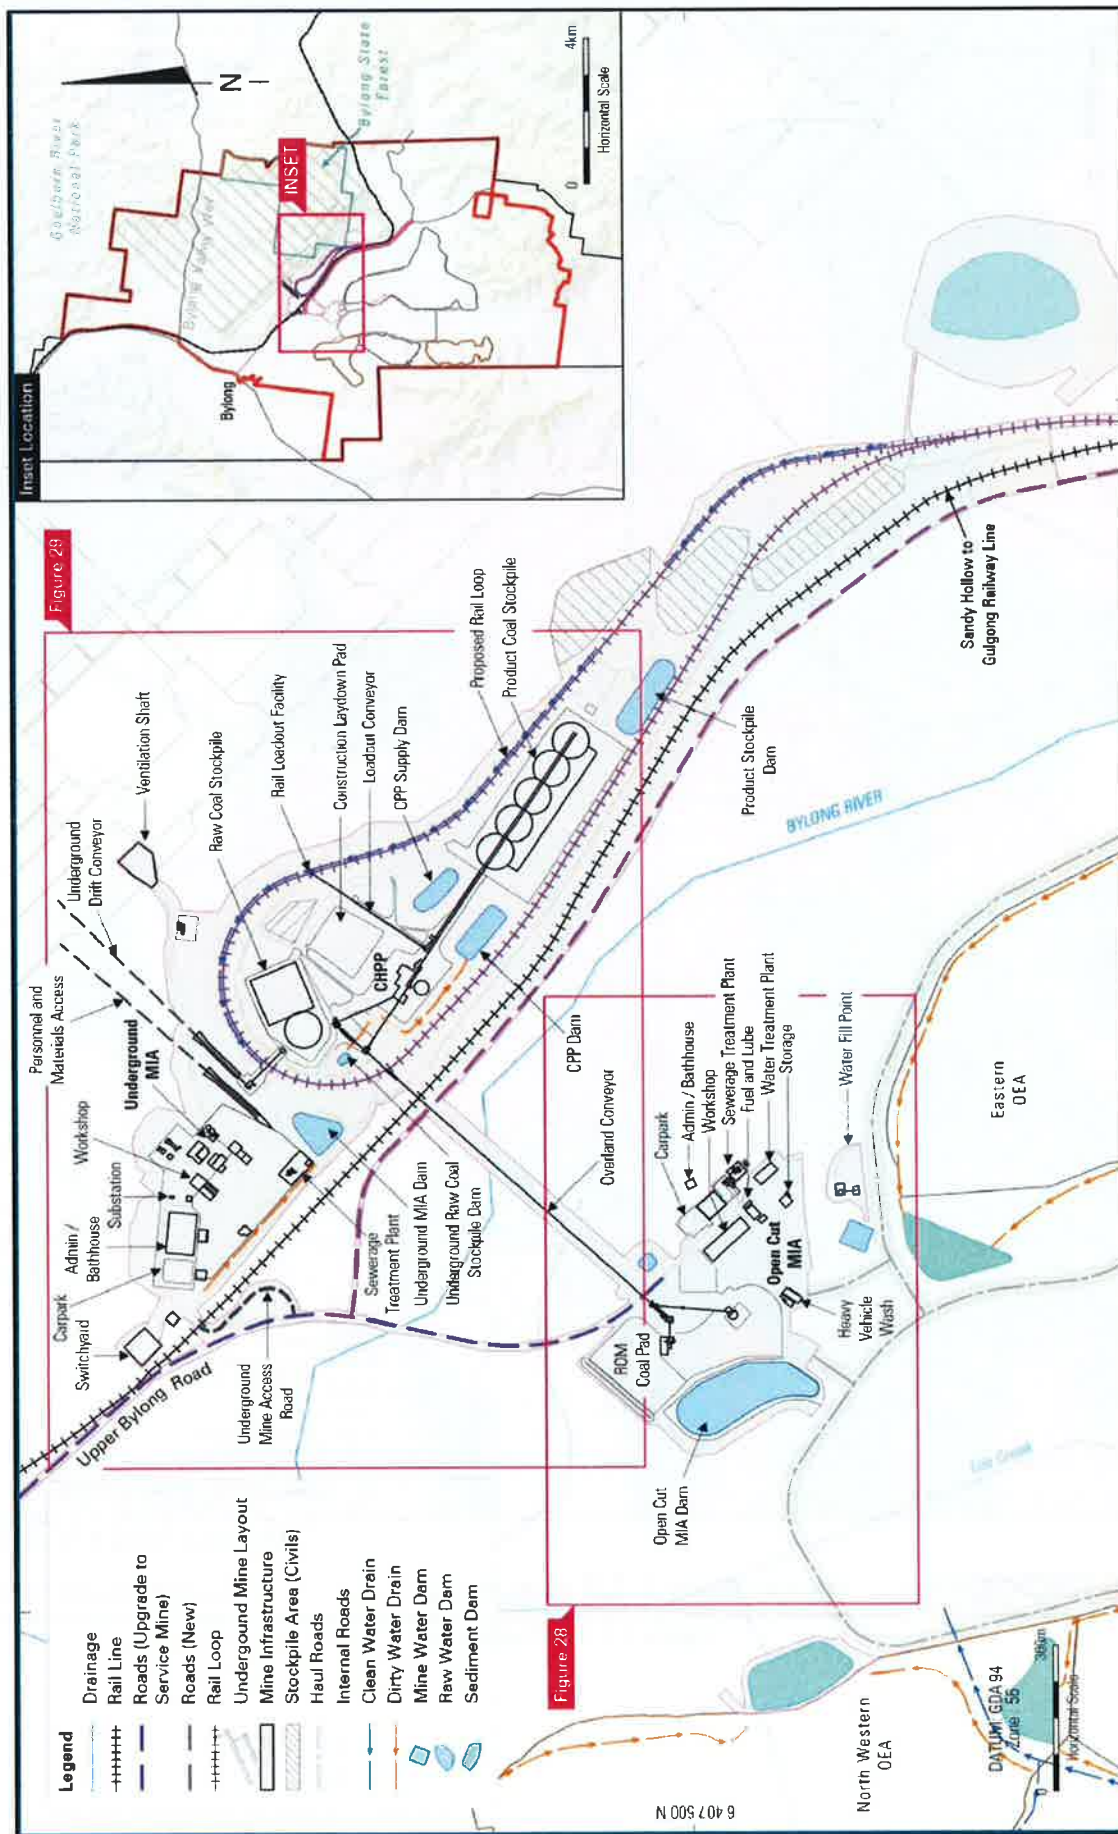 Inset Location
Goulburn River
National Park
Bylong Valley Way
Bylong State
Forest
INSET
Bylong
N
0
4km
Horizontal Scale
Figure 29
Personnel and
Materials Access
Underground
Drift Conveyor
Ventilation Shaft
Underground
MIA
Workshop
Substation
Admin /
Bathhouse
Carpark
Switchyard
Raw Coal Stockpile
Rail Loadout Facility
Construction Laydown Pad
Loadout Conveyor
CPP Supply Dam
Proposed Rail Loop
Product Coal Stockpile
CHPP
Upper Bylong Road
Underground
Mine Access
Road
Sewerage
Treatment Plant
Underground MIA Dam
Underground Raw Coal
Stockpile Dam
Overland Conveyor
CPP Dam
Product Stockpile
Dam
BYLONG RIVER
Sandy Hollow to
Gulgong Railway Line
Legend
Drainage
Rail Line
Roads (Upgrade to
Service Mine)
Roads (New)
Rail Loop
Undergound Mine Layout
Mine Infrastructure
Stockpile Area (Civils)
Haul Roads
Internal Roads
Clean Water Drain
Dirty Water Drain
Mine Water Dam
Raw Water Dam
Sediment Dam
Figure 28
ROM
Coal Pad
Carpark
Admin / Bathhouse
Workshop
Sewerage Treatment Plant
Fuel and Lube
Water Treatment Plant
Storage
Open Cut
MIA
Heavy
Vehicle
Wash
Water Fill Point
Open Cut
MIA Dam
Eastern
OEA
North Western
OEA
6 407 500 N
DATUM: GDA 94
Zone : 56
0
Horizontal Scale